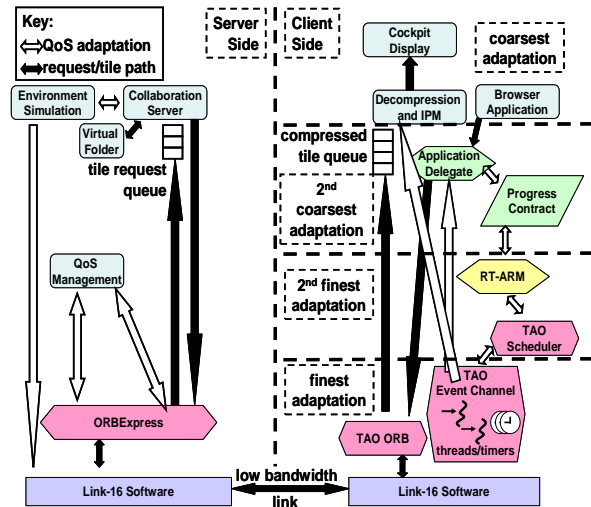 Key:
QoS adaptation
request/tile path
Server
Side
Client
Side
Cockpit
Display
coarsest
adaptation
Environment
Simulation
Collaboration
Server
Decompression
and IPM
Browser
Application
Virtual
Folder
tile request
queue
compressed
tile queue
Application
Delegate
2nd
coarsest
adaptation
Progress
Contract
QoS
Management
2nd finest
adaptation
RT-ARM
TAO
Scheduler
finest
adaptation
TAO
Event Channel
threads/timers
ORBExpress
TAO ORB
low bandwidth
link
Link-16 Software
Link-16 Software